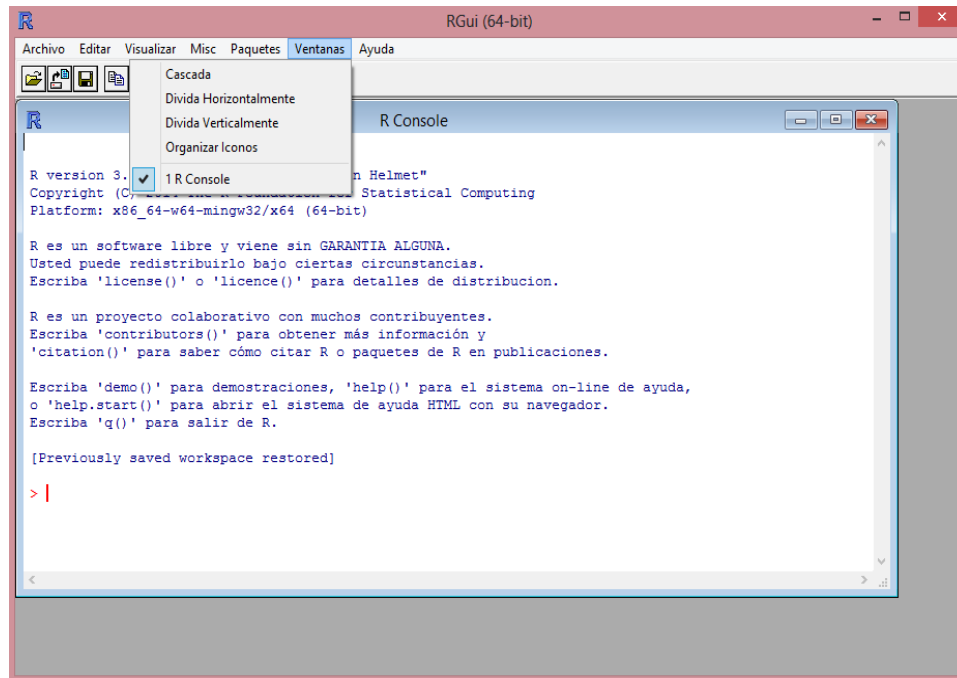 RGui (64-bit)
Archivo Editar Visualizar Misc Paquetes Ventanas Ayuda
Cascada
Divida Horizontalmente
Divida Verticalmente
Organizar Iconos
1 R Console
R Console
R version 3. n Helmet"
Copyright (C) Statistical Computing
Platform: x86_64-w64-mingw32/x64 (64-bit)
R es un software libre y viene sin GARANTIA ALGUNA.
Usted puede redistribuirlo bajo ciertas circunstancias.
Escriba 'license()' o 'licence()' para detalles de distribucion.
R es un proyecto colaborativo con muchos contribuyentes.
Escriba 'contributors()' para obtener más información y
'citation()' para saber cómo citar R o paquetes de R en publicaciones.
Escriba 'demo()' para demostraciones, 'help()' para el sistema on-line de ayuda,
o 'help.start()' para abrir el sistema de ayuda HTML con su navegador.
Escriba 'q()' para salir de R.
[Previously saved workspace restored]
>